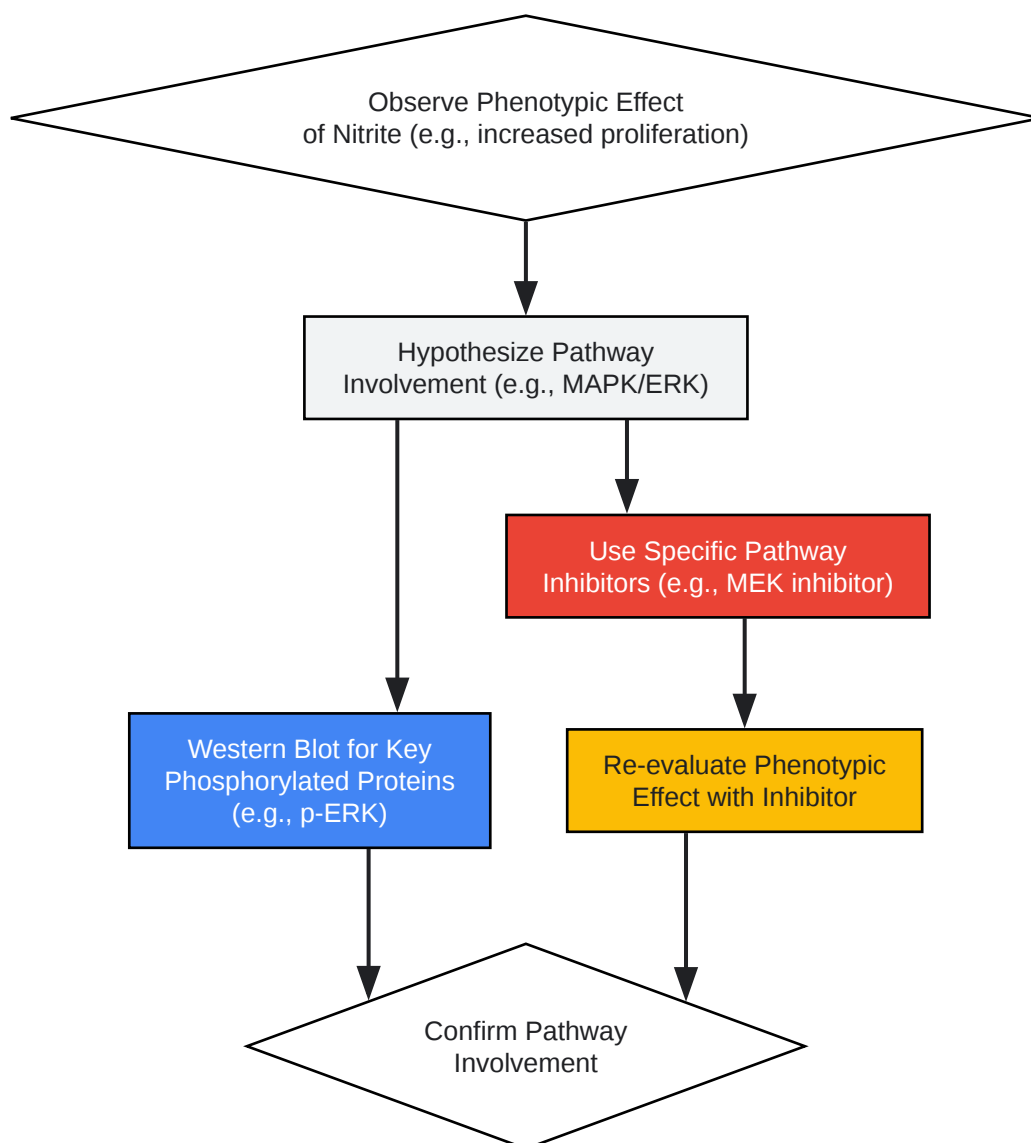 Observe Phenotypic Effect
of Nitrite (e.g., increased proliferation)
Hypothesize Pathway
Involvement (e.g., MAPK/ERK)
Use Specific Pathway
Inhibitors (e.g., MEK inhibitor)
Western Blot for Key
Phosphorylated Proteins
(e.g., p-ERK)
Re-evaluate Phenotypic
Effect with Inhibitor
Confirm Pathway
Involvement